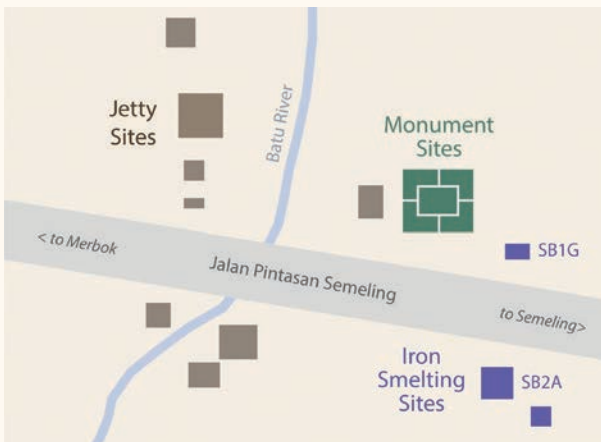 Jetty
Sites
Batu River
Monument
Sites
SB1G
< to Merbok
Jalan Pintasan Semeling
to Semeling>
Iron
Smelting
Sites
SB2A